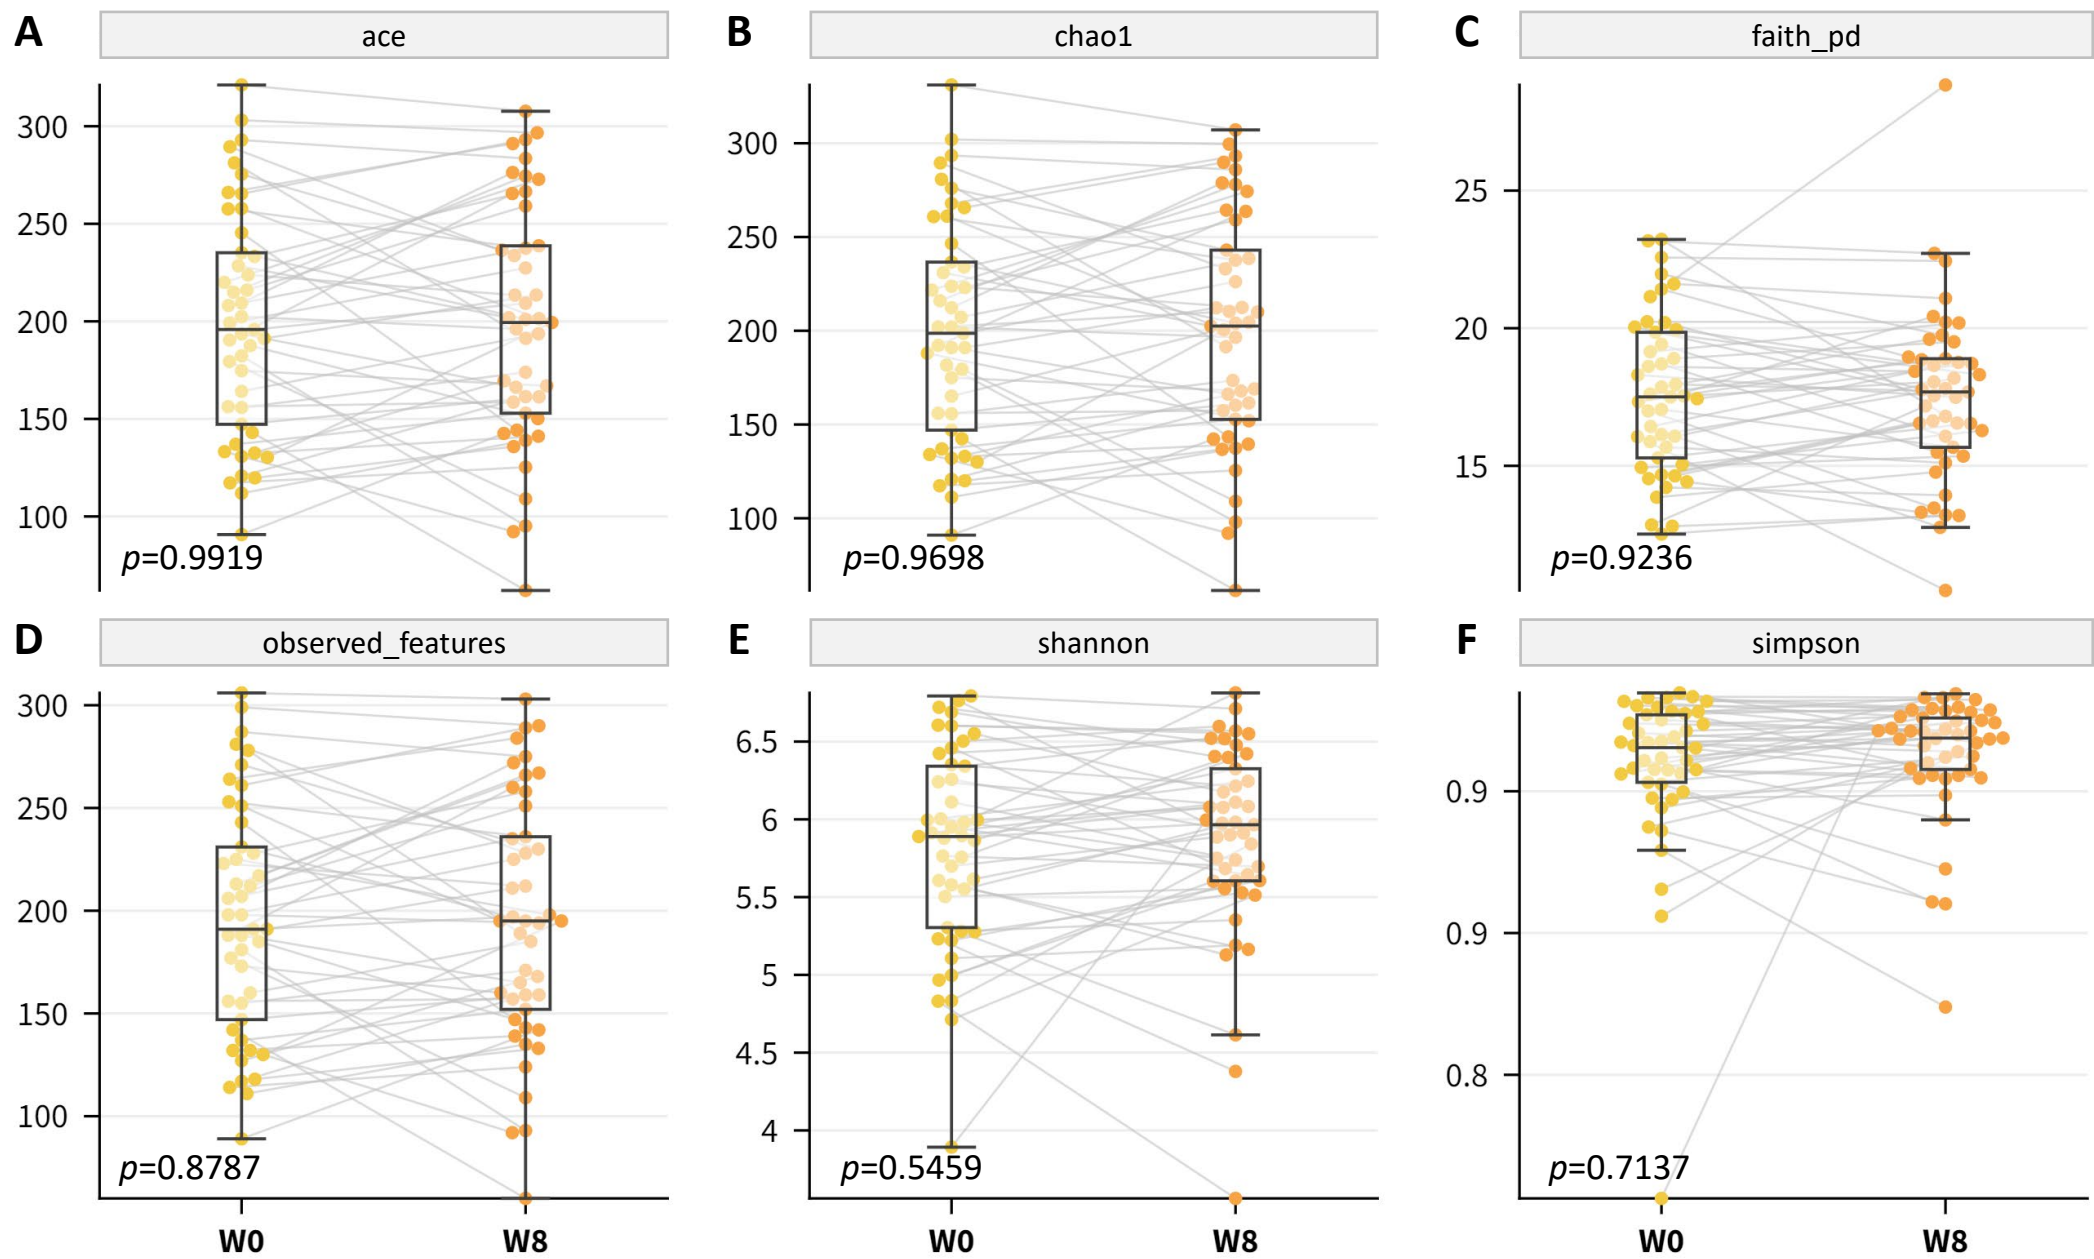 A
ace
300
250
200
150
100
p=0.9919
B
chao1
300
250
200
150
100
p=0.9698
C
faith_pd
25
20
15
p=0.9236
D
observed_features
300
250
200
150
100
p=0.8787
W0
W8
E
shannon
6.5
6
5.5
5
4.5
4
p=0.5459
W0
W8
F
simpson
0.9
0.9
0.8
p=0.7137
W0
W8